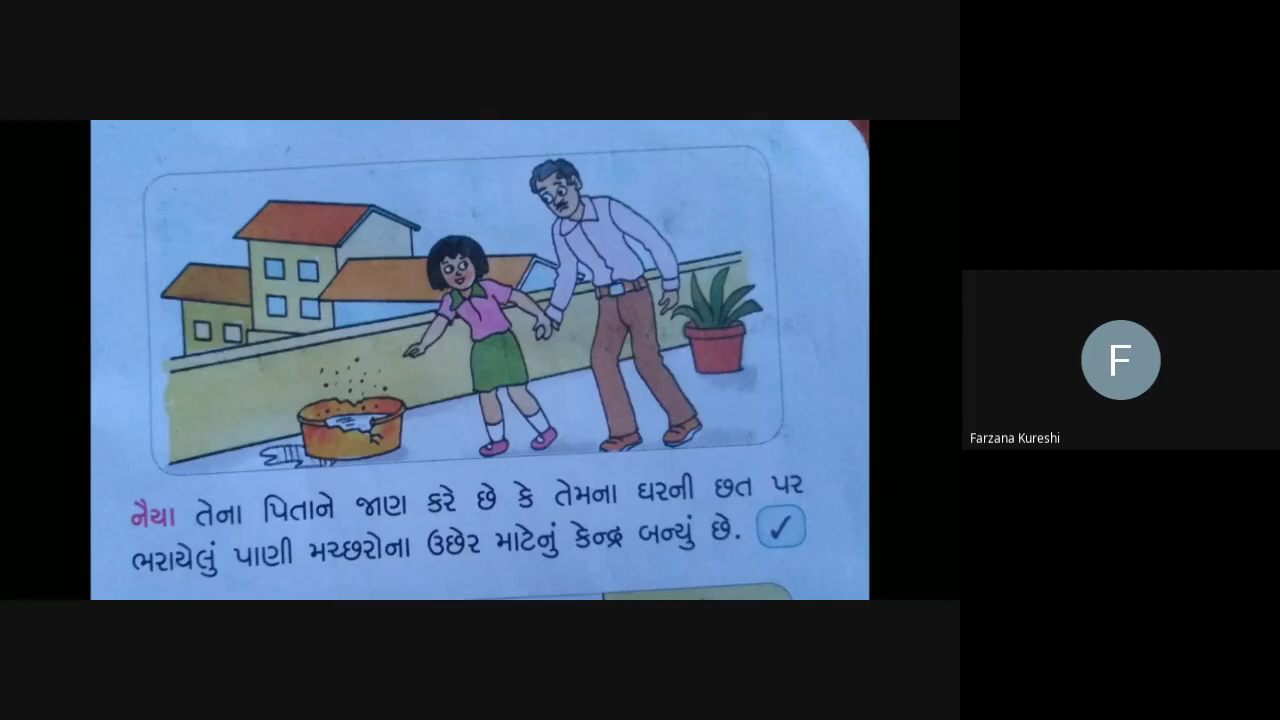 નૈયા તેના પિતાને જાણ કરે છે કે તેમના ઘરની છત પર
ભરાયેલું પાણી મચ્છરોના ઉછેર માટેનું કેન્દ્ર બન્યું છે. ✓
F
Farzana Kureshi